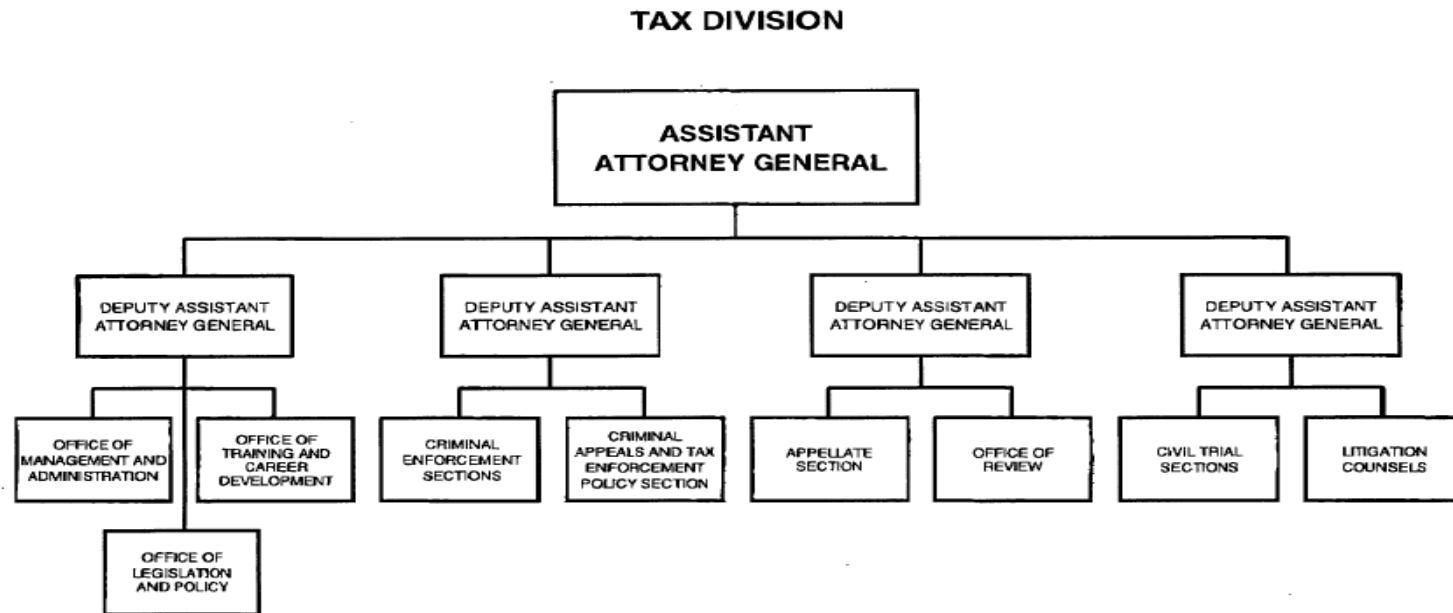 TAX DIVISION
ASSISTANT
ATTORNEY GENERAL
DEPUTY ASSISTANT
ATTORNEY GENERAL
DEPUTY ASSISTANT
ATTORNEY GENERAL
DEPUTY ASSISTANT
ATTORNEY GENERAL
DEPUTY ASSISTANT
ATTORNEY GENERAL
OFFICE OF
MANAGEMENT AND
ADMINISTRATION
OFFICE OF
TRAINING AND
CAREER
DEVELOPMENT
CRIMINAL
ENFORCEMENT
SECTIONS
CRIMINAL
APPEALS AND TAX
ENFORCEMENT
POLICY SECTION
APPELLATE
SECTION
OFFICE OF
REVIEW
CIVIL TRIAL
SECTIONS
LITIGATION
COUNSELS
OFFICE OF
LEGISLATION
AND POLICY